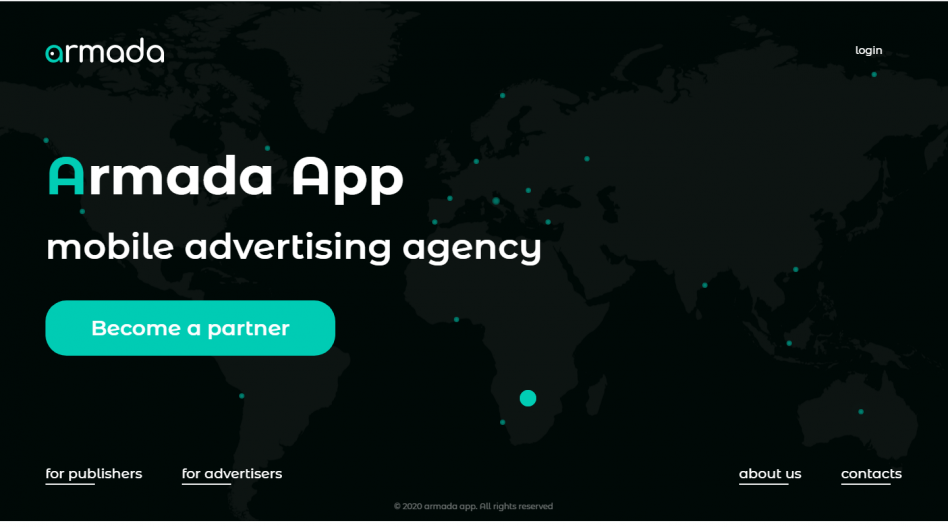 armada
login
Armada App
mobile advertising agency
Become a partner
for publishers
for advertisers
about us
contacts
© 2020 armada app. All rights reserved